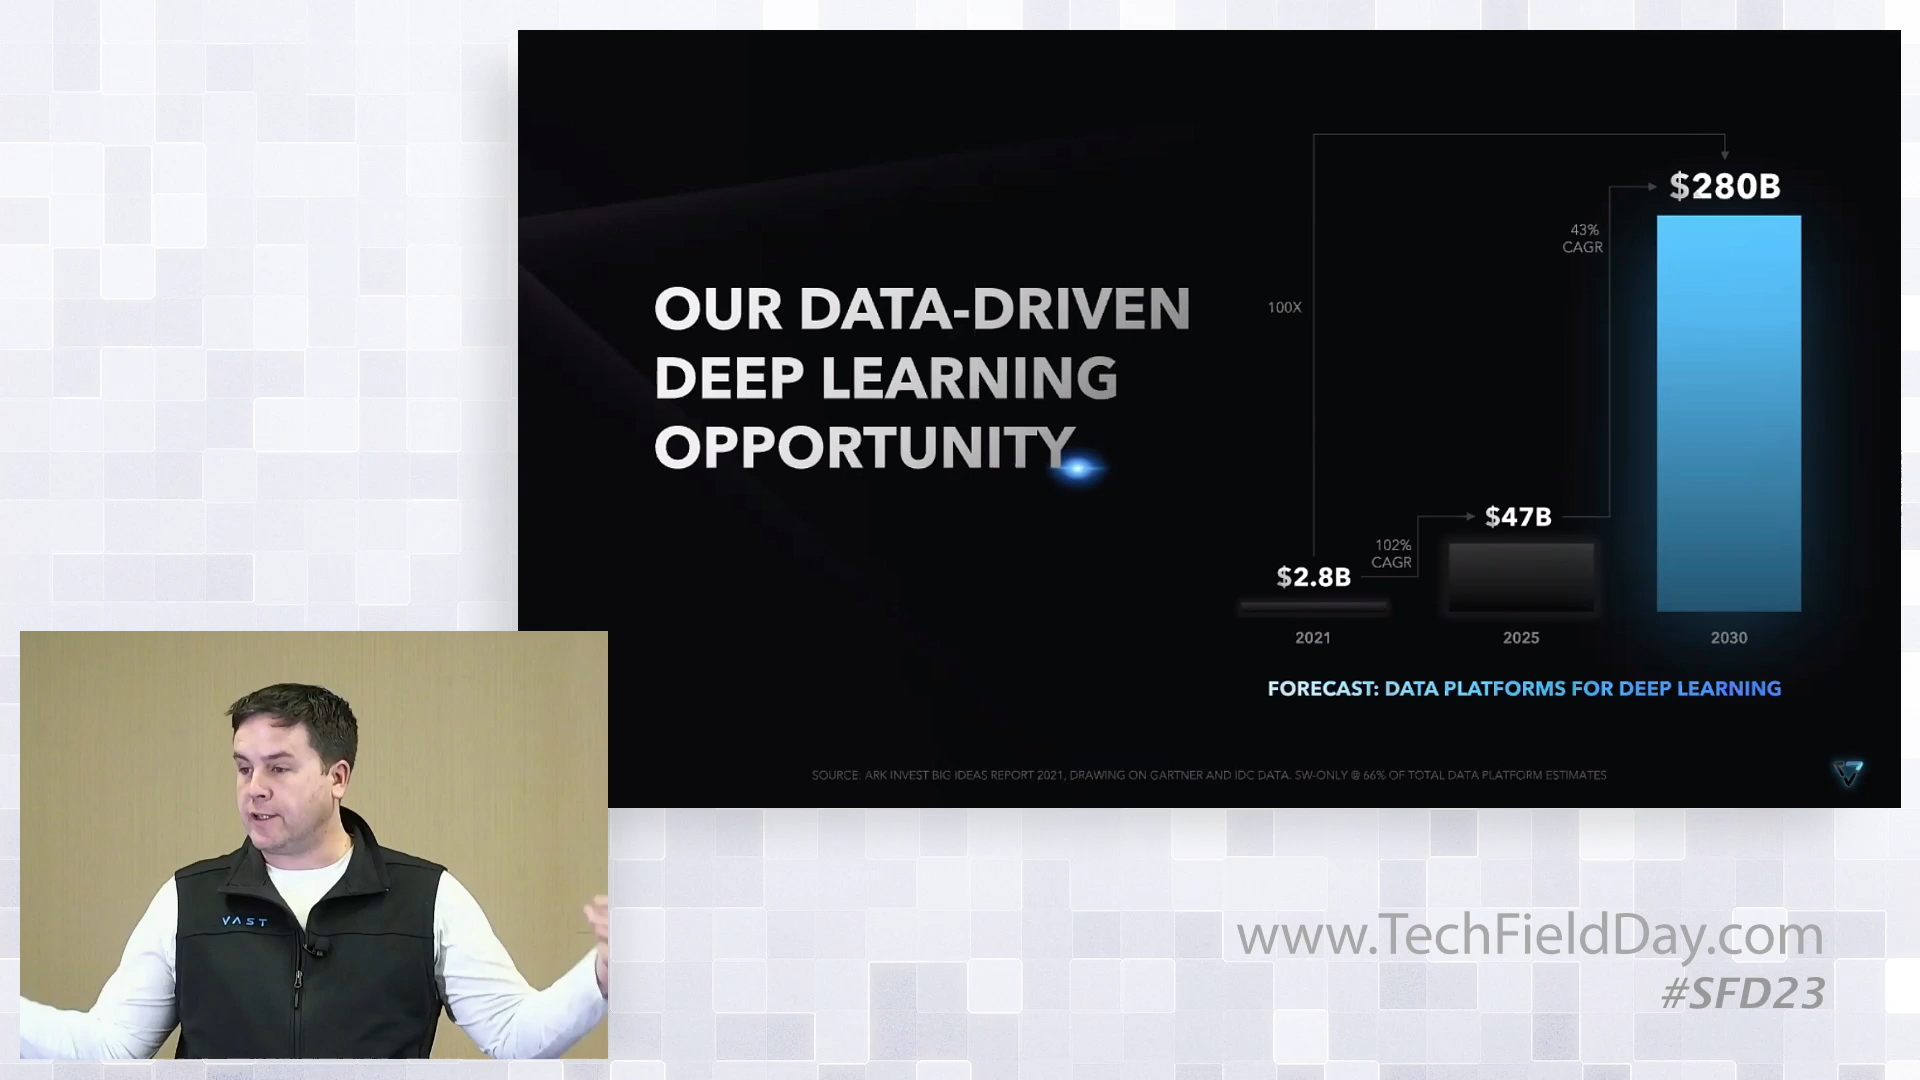 OUR DATA-DRIVEN
DEEP LEARNING
OPPORTUNITY
100X
$2.8B
102%
CAGR
$47B
43%
CAGR
$280B
2021
2025
2030
FORECAST: DATA PLATFORMS FOR DEEP LEARNING
SOURCE: ARK INVEST BIG IDEAS REPORT 2021, DRAWING ON GARTNER AND IDC DATA. SW-ONLY @ 66% OF TOTAL DATA PLATFORM ESTIMATES
VAST
www.TechFieldDay.com
#SFD23